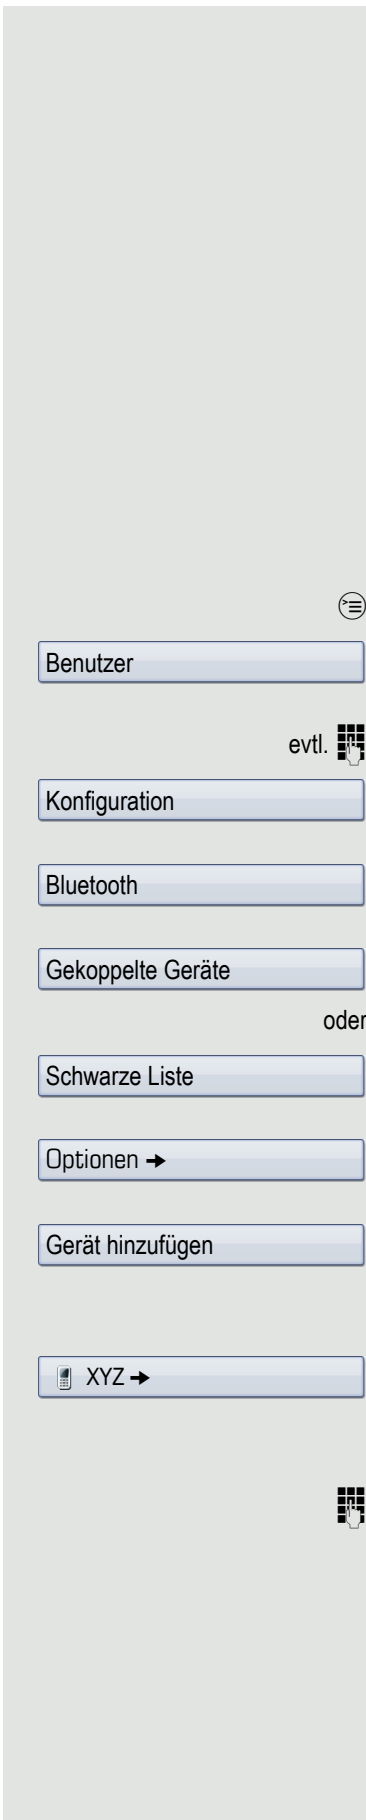 Benutzer
evtl.
Konfiguration
Bluetooth
Gekoppelte Geräte
oder
Schwarze Liste
Optionen →
Gerät hinzufügen
XYZ →